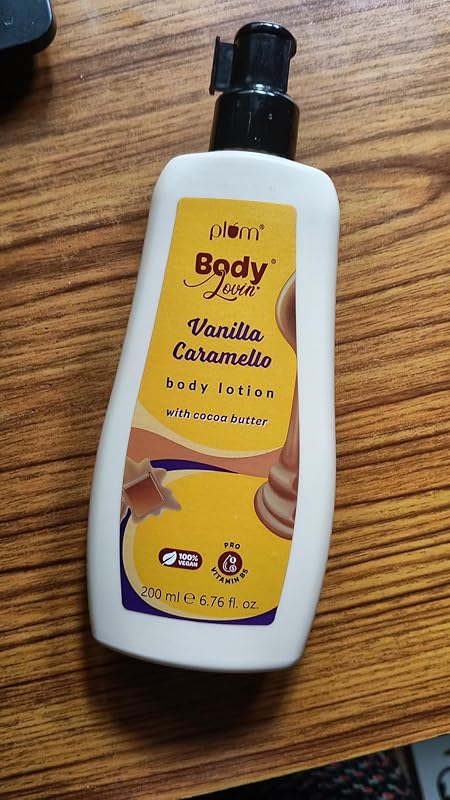 plum®
Body®
Lovin'
Vanilla
Caramello
body lotion
with cocoa butter
100%
VEGAN
PRO
VITAMIN B5
200 ml ℮ 6.76 fl. oz.